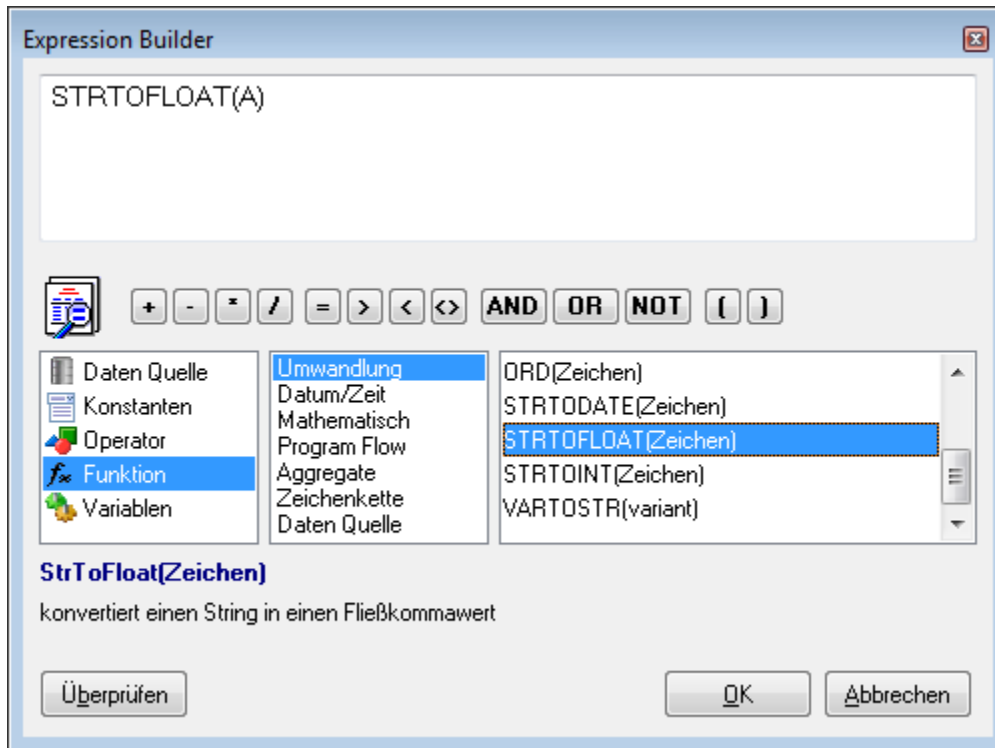 Expression Builder
STRTOFLOAT(A)
+ - * / = > < <> AND OR NOT ( )
Daten Quelle
Konstanten
Operator
Funktion
Variablen
Umwandlung
Datum/Zeit
Mathematisch
Program Flow
Aggregate
Zeichenkette
Daten Quelle
ORD(Zeichen)
STRTODATE(Zeichen)
STRTOFLOAT(Zeichen)
STRTOINT(Zeichen)
VARTOSTR(variant)
StrToFloat(Zeichen)
konvertiert einen String in einen Fließkommawert
Überprüfen OK Abbrechen